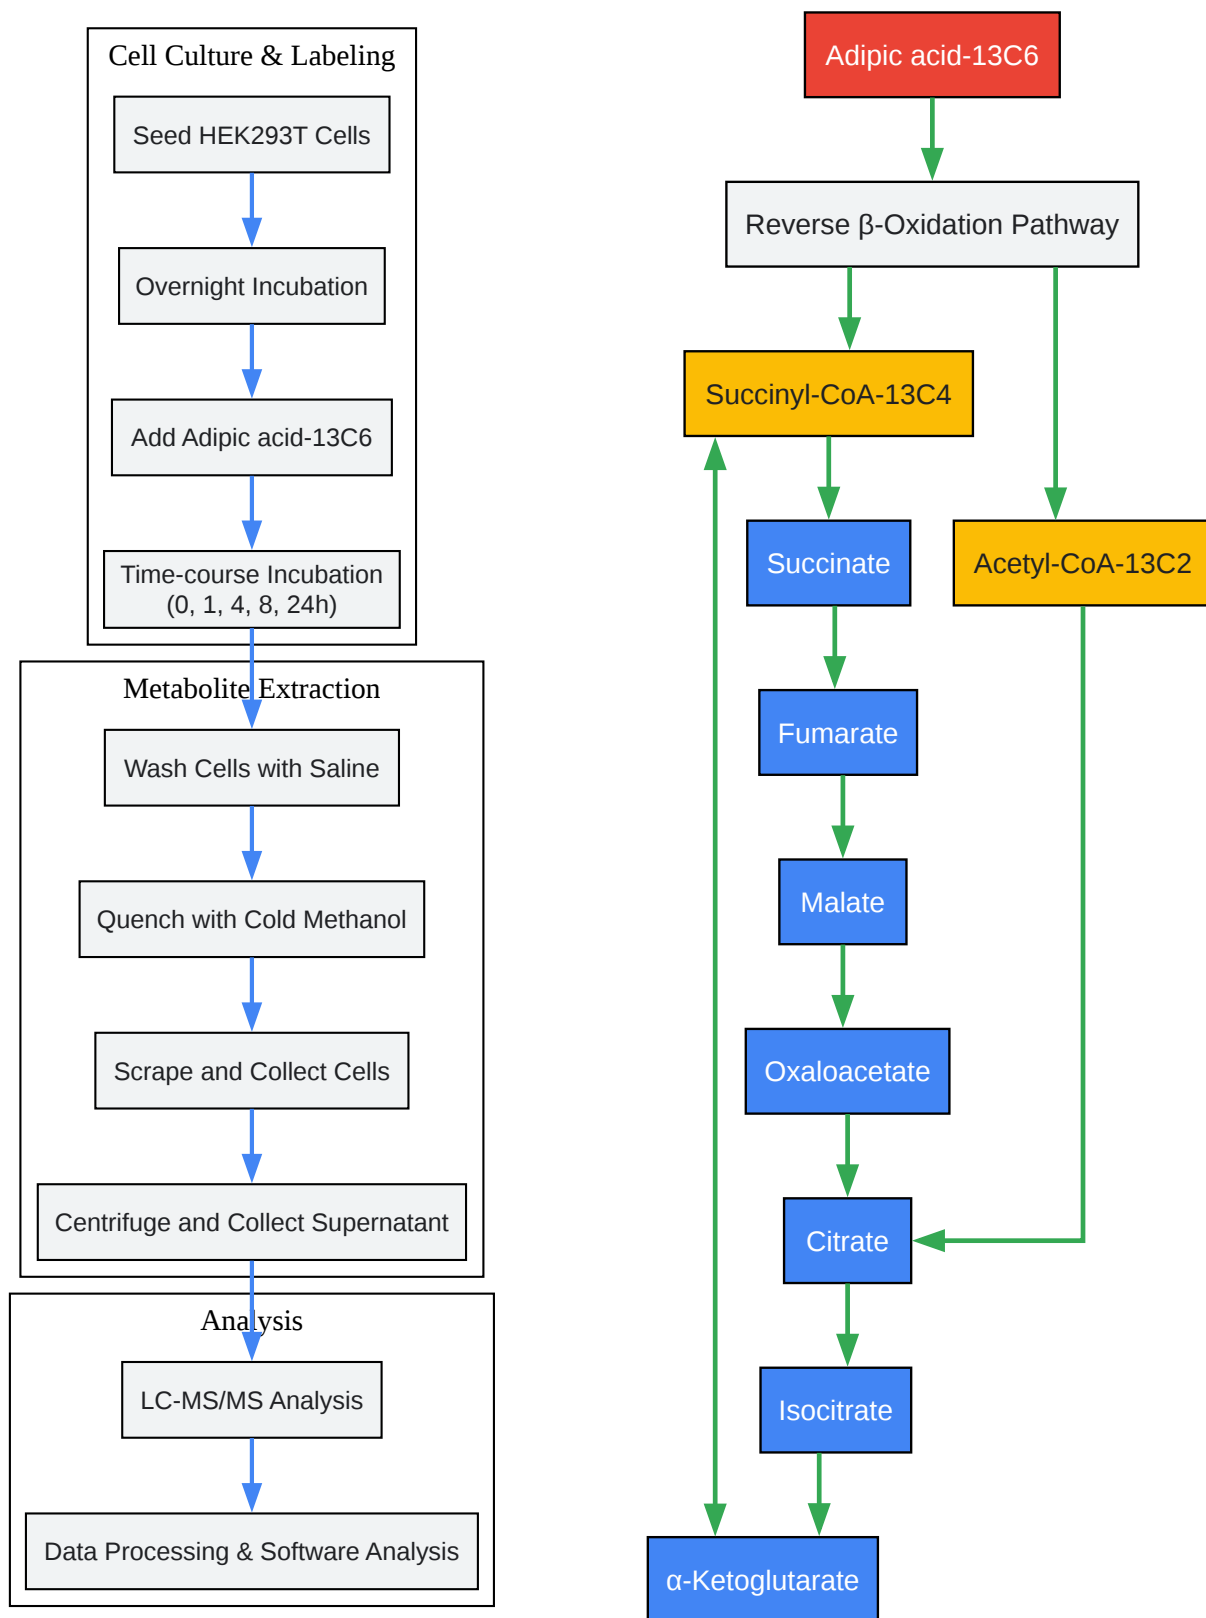 Cell Culture & Labeling
Seed HEK293T Cells
Overnight Incubation
Add Adipic acid-13C6
Time-course Incubation
(0, 1, 4, 8, 24h)
Metabolite Extraction
Wash Cells with Saline
Quench with Cold Methanol
Scrape and Collect Cells
Centrifuge and Collect Supernatant
Analysis
LC-MS/MS Analysis
Data Processing & Software Analysis
Adipic acid-13C6
Reverse β-Oxidation Pathway
Succinyl-CoA-13C4
Succinate
Acetyl-CoA-13C2
Fumarate
Malate
Oxaloacetate
Citrate
Isocitrate
α-Ketoglutarate